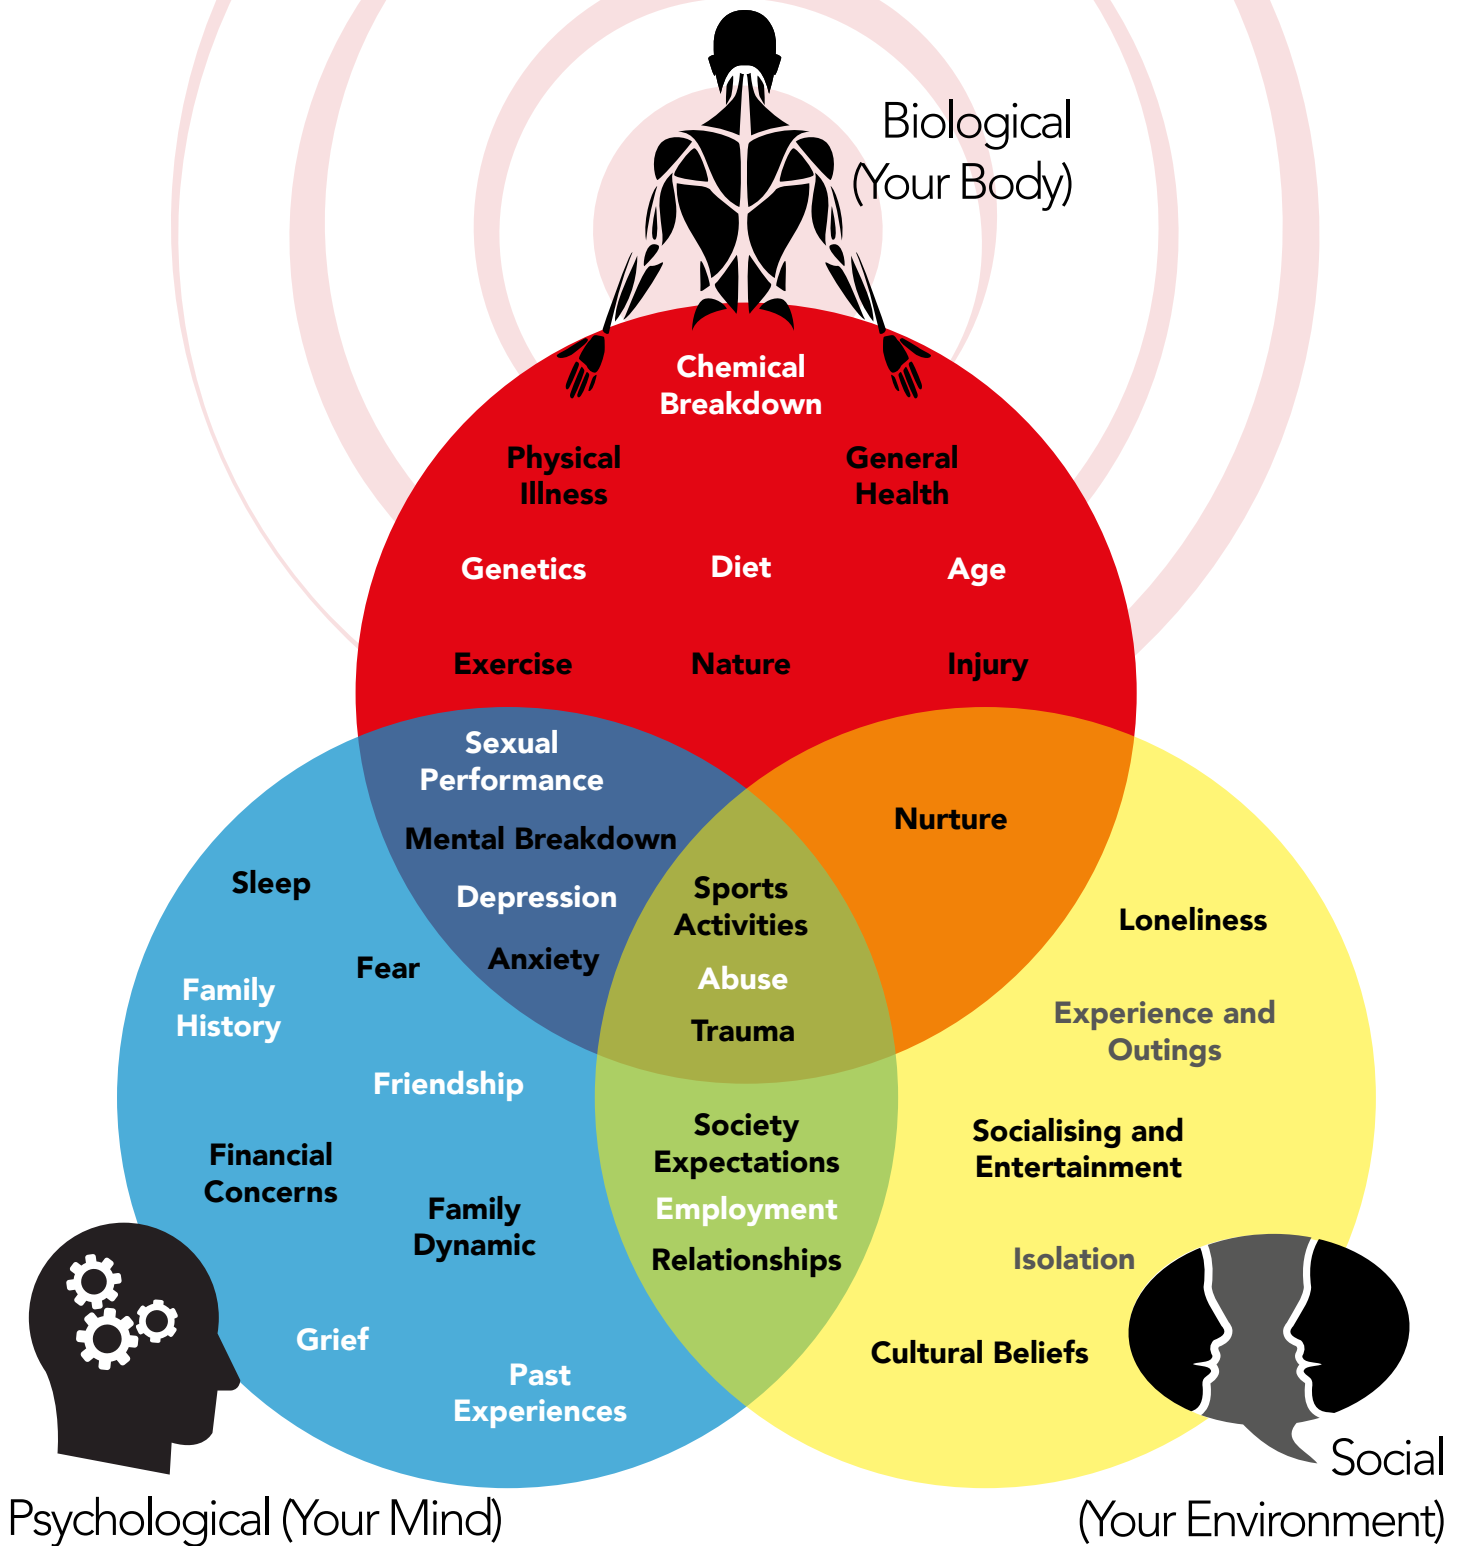 Biological
(Your Body)
Chemical
Breakdown
Physical
Illness
General
Health
Genetics
Diet
Age
Exercise
Nature
Injury
Sexual
Performance
Mental Breakdown
Depression
Anxiety
Nurture
Sports
Activities
Abuse
Trauma
Sleep
Fear
Family
History
Friendship
Financial
Concerns
Family
Dynamic
Grief
Past
Experiences
Society
Expectations
Employment
Relationships
Loneliness
Experience and
Outings
Socialising and
Entertainment
Isolation
Cultural Beliefs
Psychological (Your Mind)
Social
(Your Environment)